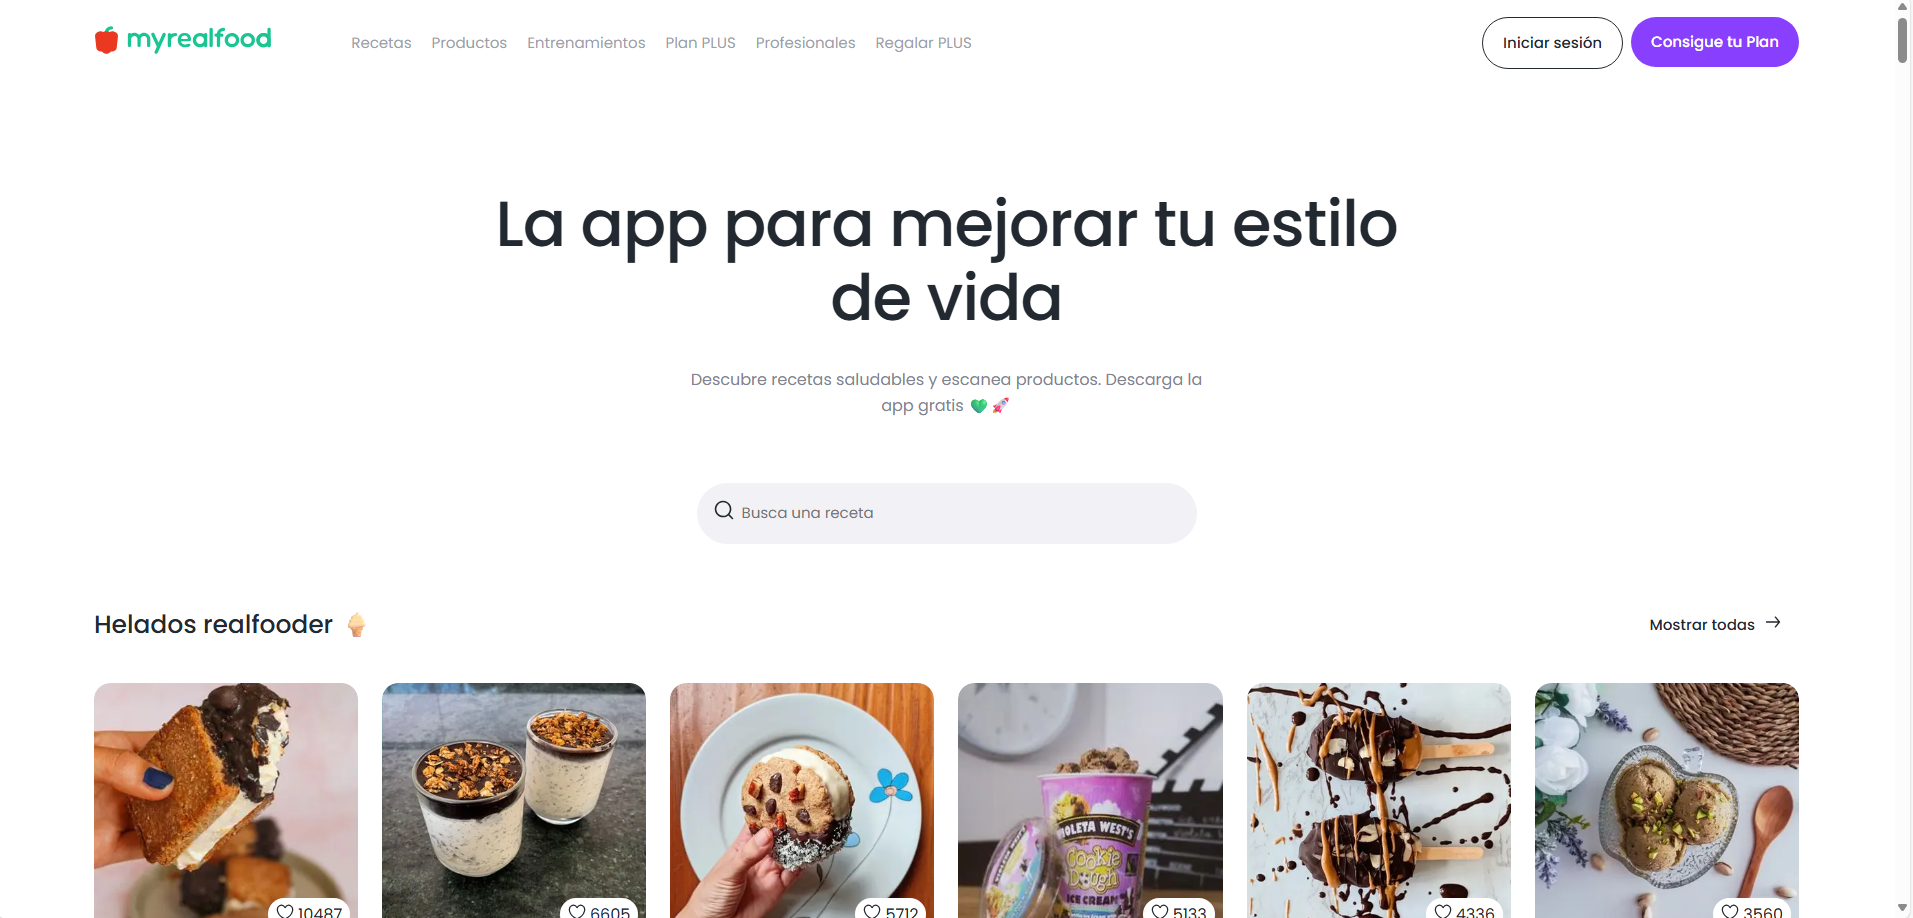 myrealfood
Recetas Productos Entrenamientos Plan PLUS Profesionales Regalar PLUS
Iniciar sesión
Consigue tu Plan
La app para mejorar tu estilo
de vida
Descubre recetas saludables y escanea productos. Descarga la
app gratis 💚 🚀
Busca una receta
Helados realfooder 🍦
Mostrar todas →
WEST'S
Cookie
Dough
ICE CREAM
10487
6605
5712
5133
4336
3560